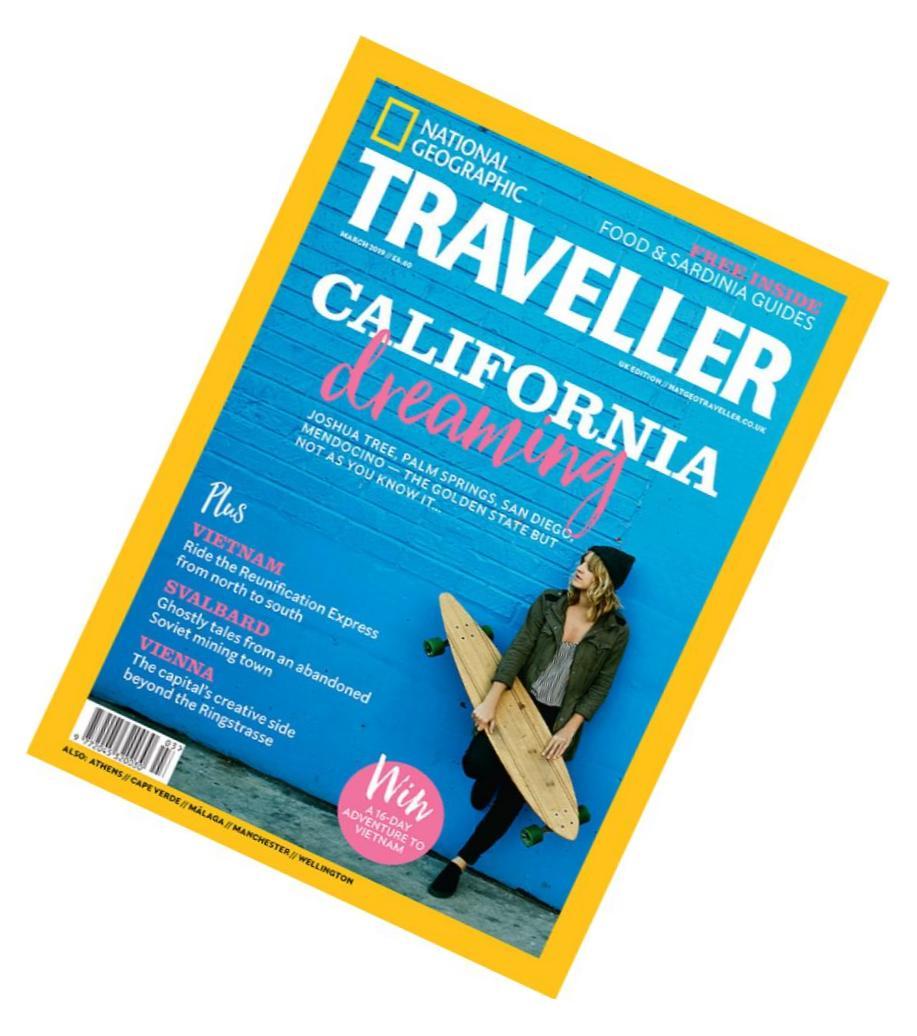 NATIONAL
GEOGRAPHIC
TRAVELLER
MARCH 2019 // £4.40
FREE INSIDE
FOOD & SARDINIA GUIDES
UK EDITION // NATGEOTRAVELLER.CO.UK
CALIFORNIA
dreaming
JOSHUA TREE, PALM SPRINGS, SAN DIEGO,
MENDOCINO — THE GOLDEN STATE BUT
NOT AS YOU KNOW IT...
Plus
VIETNAM
Ride the Reunification Express
from north to south
SVALBARD
Ghostly tales from an abandoned
Soviet mining town
VIENNA
The capital's creative side
beyond the Ringstrasse
03
Win
A 16-DAY
ADVENTURE TO
VIETNAM
ALSO: ATHENS // CAPE VERDE // MÁLAGA // MANCHESTER // WELLINGTON